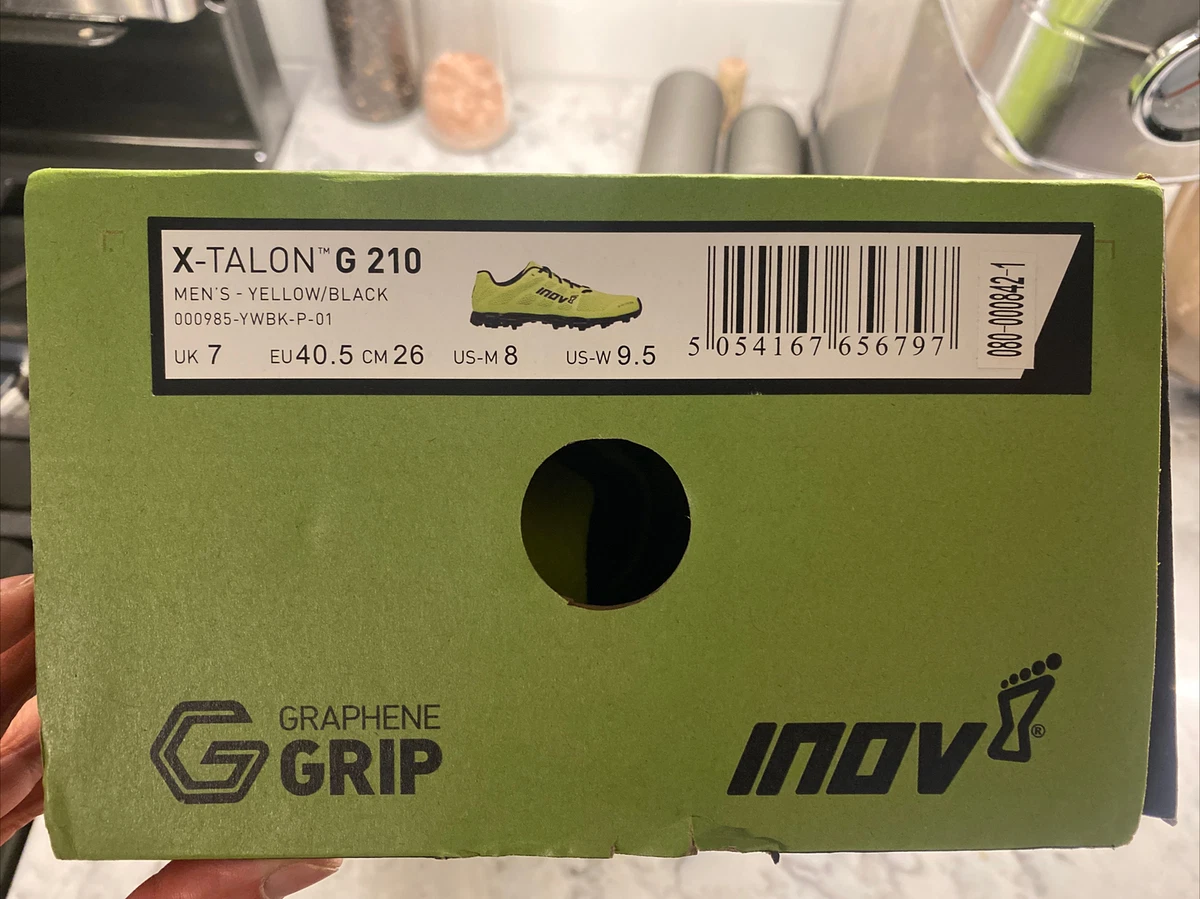 X-TALON™ G 210
MEN'S - YELLOW/BLACK
000985-YWBK-P-01
UK 7 EU 40.5 CM 26 US-M 8 US-W 9.5
INOV8
5 054167 656797
080-000842-1
GRAPHENE
GRIP
INOV8®